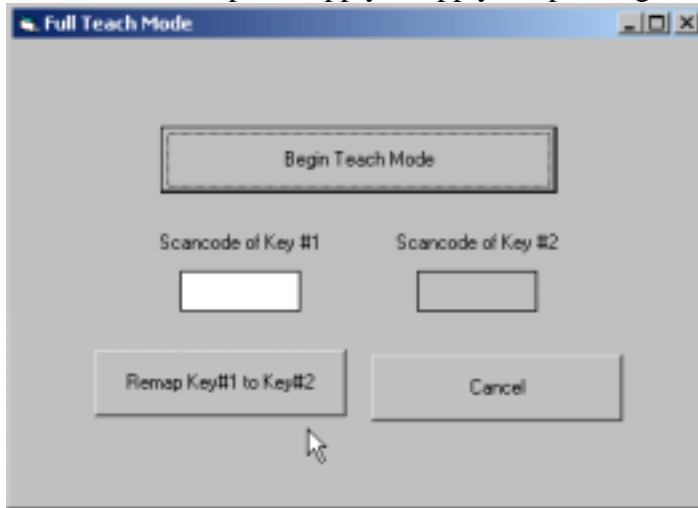 Full Teach Mode
Begin Teach Mode
Scancode of Key #1 Scancode of Key #2
Remap Key#1 to Key#2 Cancel